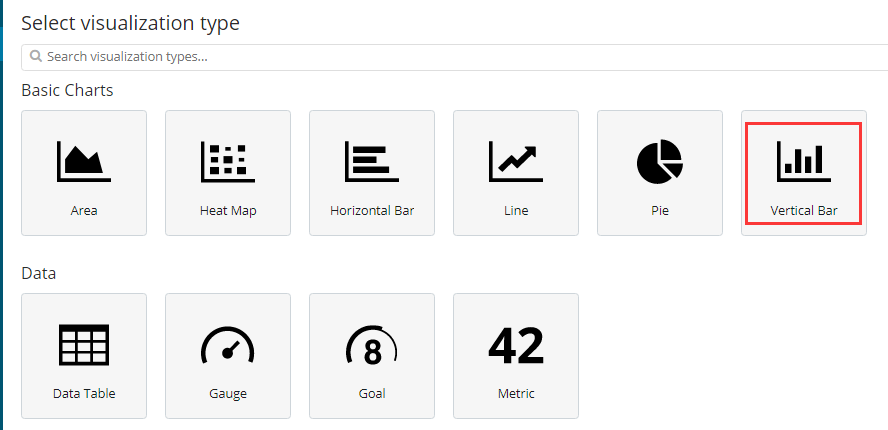 Select visualization type
Search visualization types...
Basic Charts
Area
Heat Map
Horizontal Bar
Line
Pie
Vertical Bar
Data
8
42
Data Table
Gauge
Goal
Metric